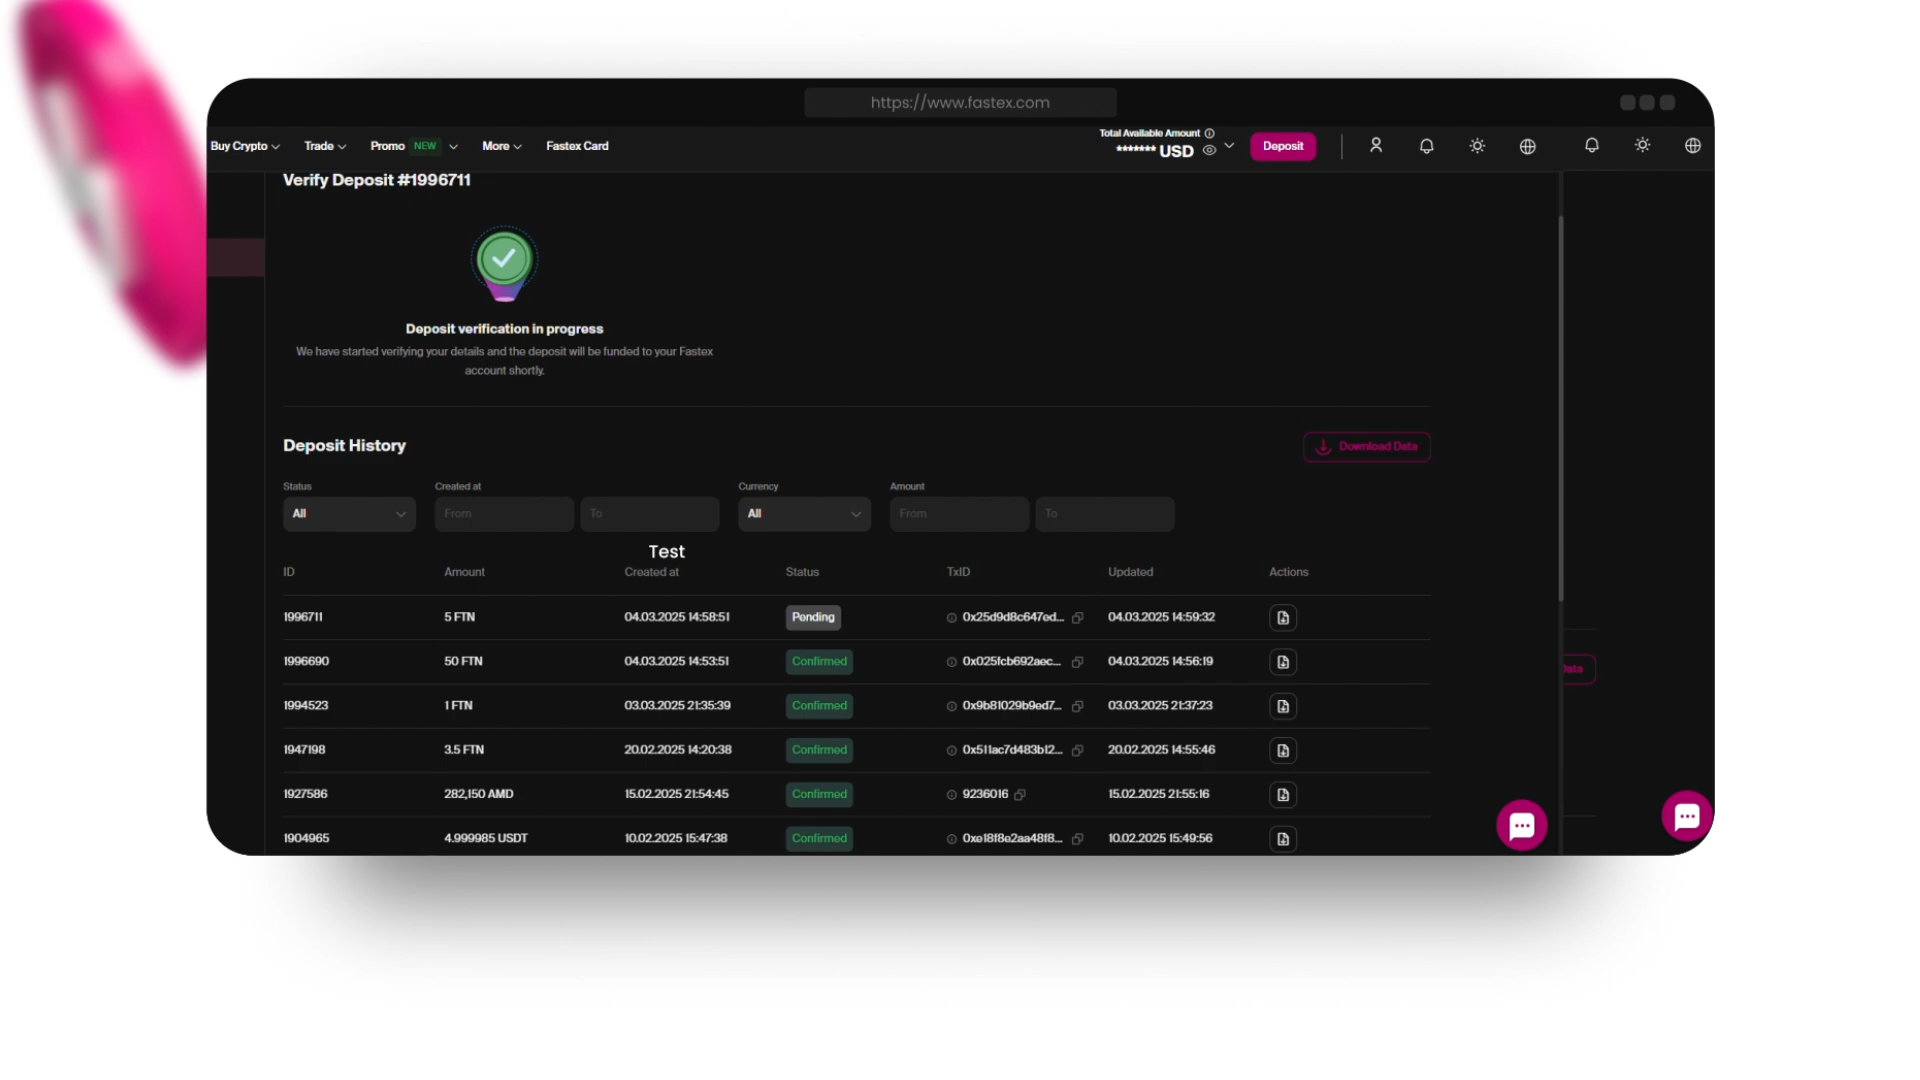 https://www.fastex.com
Buy Crypto Trade Promo NEW More Fastex Card
Total Available Amount
******* USD
Deposit
Verify Deposit #1996711
Deposit verification in progress
We have started verifying your details and the deposit will be funded to your Fastex
account shortly.
Deposit History
Download Data
Status Created at Currency Amount
All From To All From To
Test
ID Amount Created at Status TxID Updated Actions
1996711 5 FTN 04.03.2025 14:58:51 Pending 0x25d9d8c647ed... 04.03.2025 14:59:32
1996690 50 FTN 04.03.2025 14:53:51 Confirmed 0x025fcb692aec... 04.03.2025 14:56:19
Data
1994523 1 FTN 03.03.2025 21:35:39 Confirmed 0x9b81029b9ed7... 03.03.2025 21:37:23
1947198 3.5 FTN 20.02.2025 14:20:38 Confirmed 0x511ac7d483b12... 20.02.2025 14:55:46
1927586 282,150 AMD 15.02.2025 21:54:45 Confirmed 9236016 15.02.2025 21:55:16
1904965 4.999985 USDT 10.02.2025 15:47:38 Confirmed 0xe18f8e2aa48f8... 10.02.2025 15:49:56